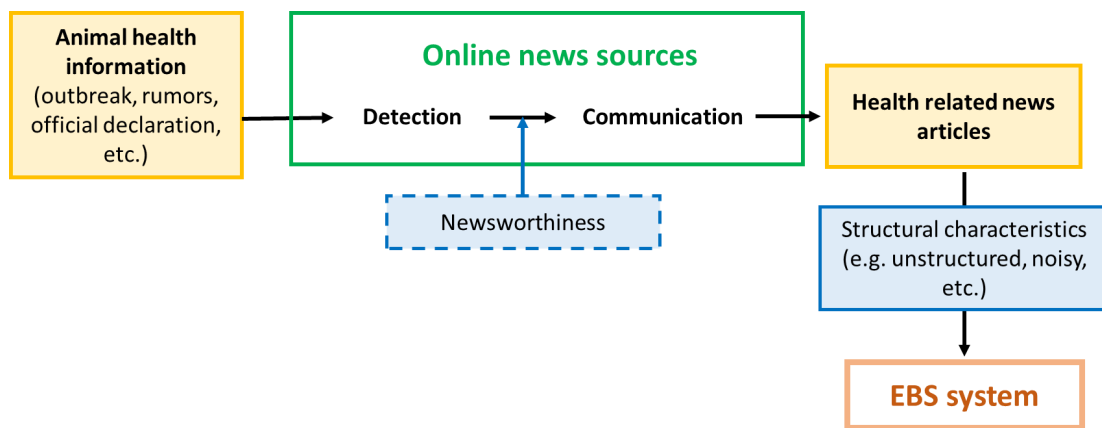 Animal health
information
(outbreak, rumors,
official declaration,
etc.)
Online news sources
Detection
Communication
Newsworthiness
Health related news
articles
Structural characteristics
(e.g. unstructured, noisy,
etc.)
EBS system